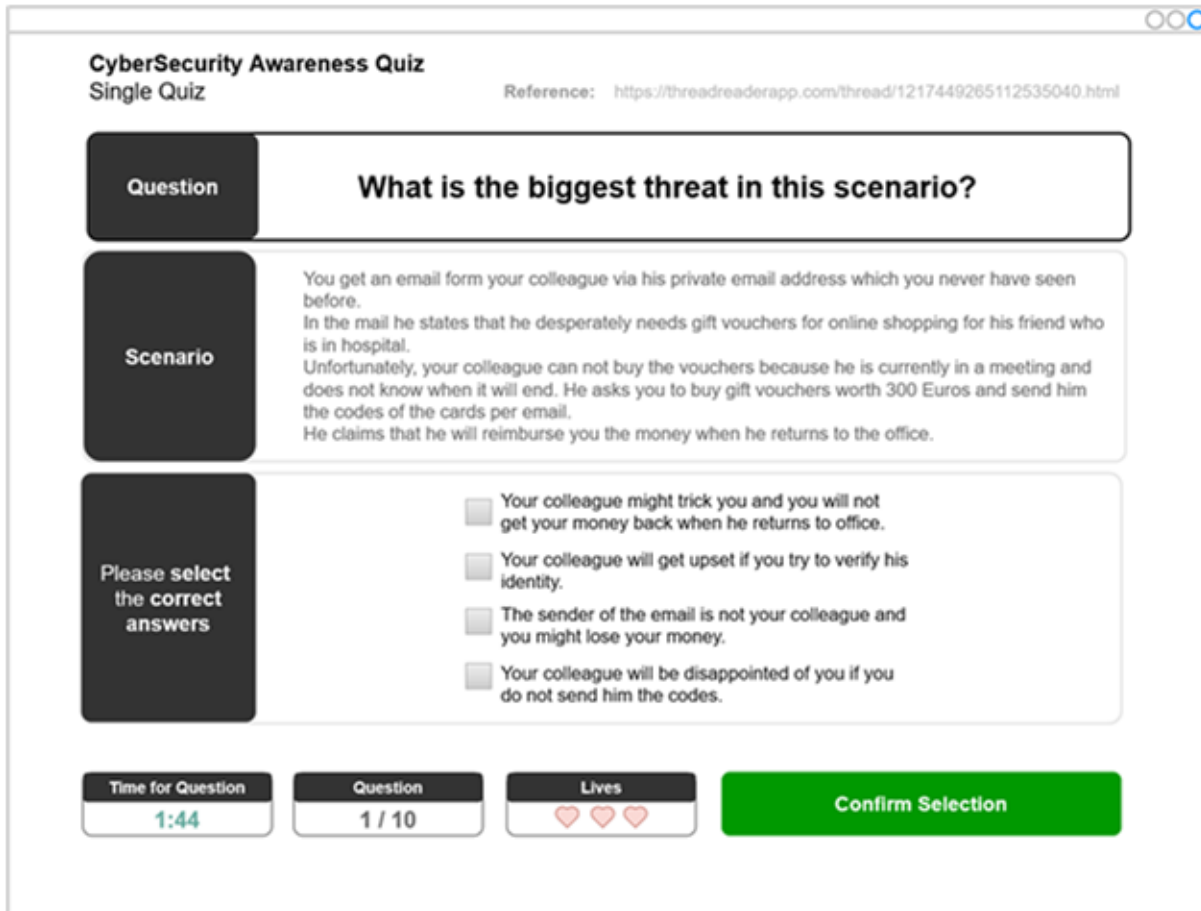 CyberSecurity Awareness Quiz
Single Quiz
Reference: https://threadreaderapp.com/thread/1217449265112535040.html
Question
What is the biggest threat in this scenario?
Scenario
You get an email form your colleague via his private email address which you never have seen
before.
In the mail he states that he desperately needs gift vouchers for online shopping for his friend who
is in hospital.
Unfortunately, your colleague can not buy the vouchers because he is currently in a meeting and
does not know when it will end. He asks you to buy gift vouchers worth 300 Euros and send him
the codes of the cards per email.
He claims that he will reimburse you the money when he returns to the office.
Please select
the correct
answers
Your colleague might trick you and you will not
get your money back when he returns to office.
Your colleague will get upset if you try to verify his
identity.
The sender of the email is not your colleague and
you might lose your money.
Your colleague will be disappointed of you if you
do not send him the codes.
Time for Question
1:44
Question
1 / 10
Lives
Confirm Selection